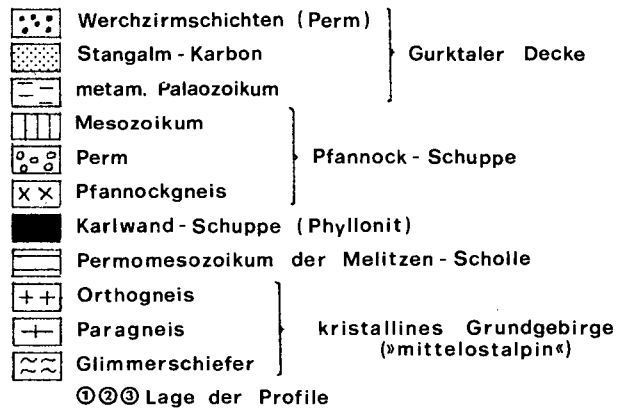 Werchzirmschichten (Perm)
Stangalm - Karbon
Gurktaler Decke
metam. Paläozoikum
Mesozoikum
Perm
Pfannock - Schuppe
Pfannockgneis
Karlwand - Schuppe (Phyllonit)
Permomesozoikum der Melitzen - Scholle
Orthogneis
Paragneis
kristallines Grundgebirge
(»mittelostalpin«)
Glimmerschiefer
①②③ Lage der Profile